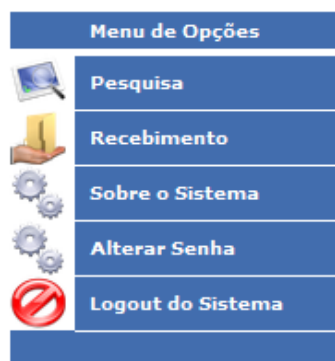 Menu de Opções
Pesquisa
Recebimento
Sobre o Sistema
Alterar Senha
Logout do Sistema